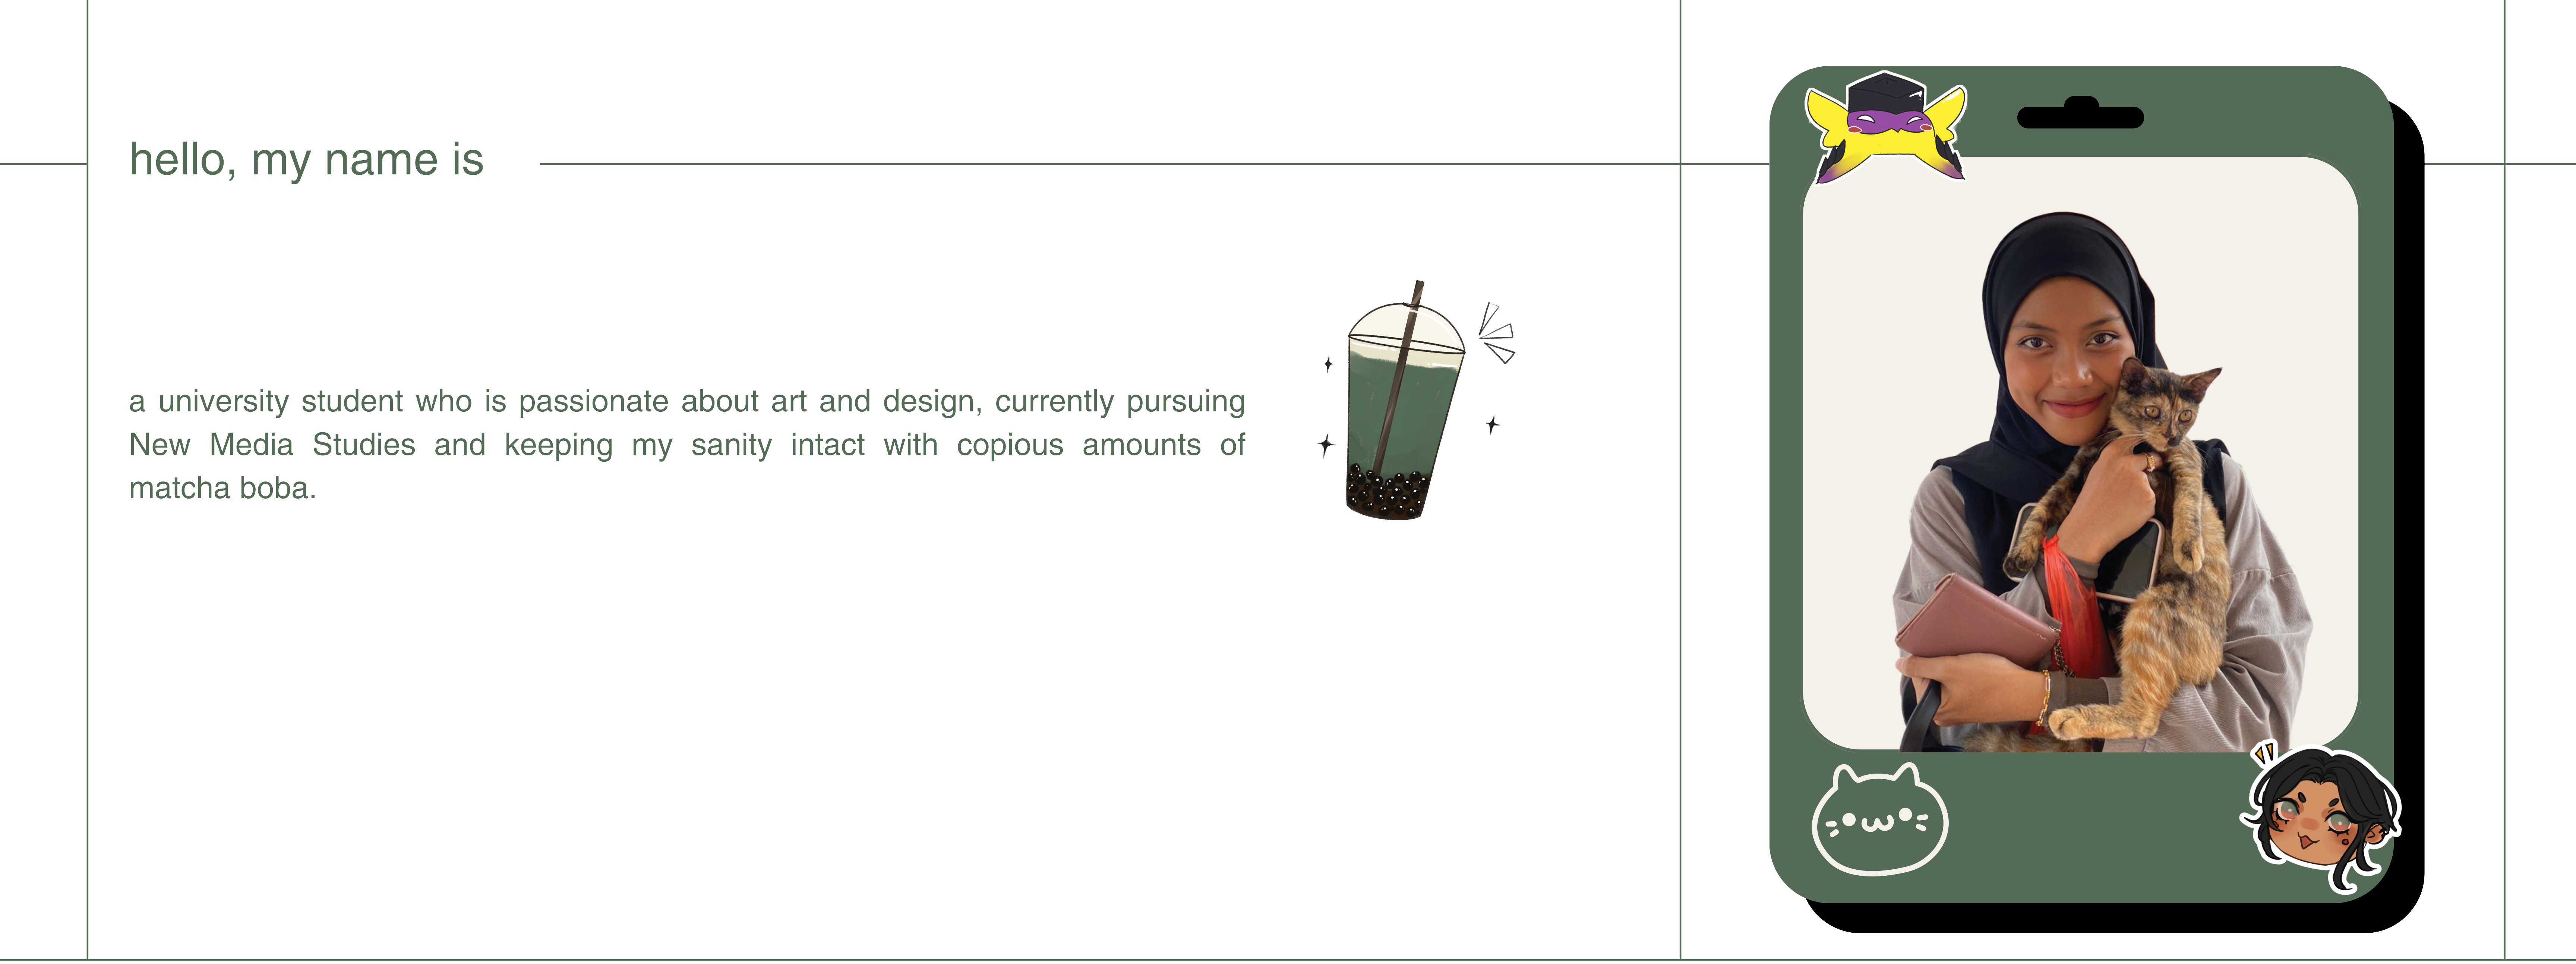 hello, my name is
a university student who is passionate about art and design, currently pursuing
New Media Studies and keeping my sanity intact with copious amounts of
matcha boba.